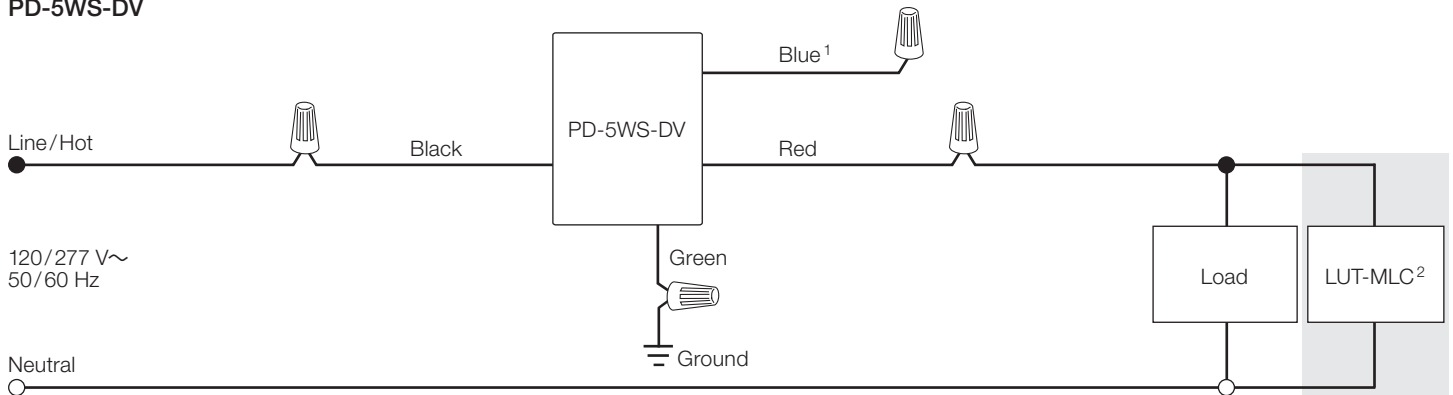 PD-5WS-DV
Blue¹
Line/Hot
Black
PD-5WS-DV
Red
120/277 V~
50/60 Hz
Green
Load
LUT-MLC²
Ground
Neutral